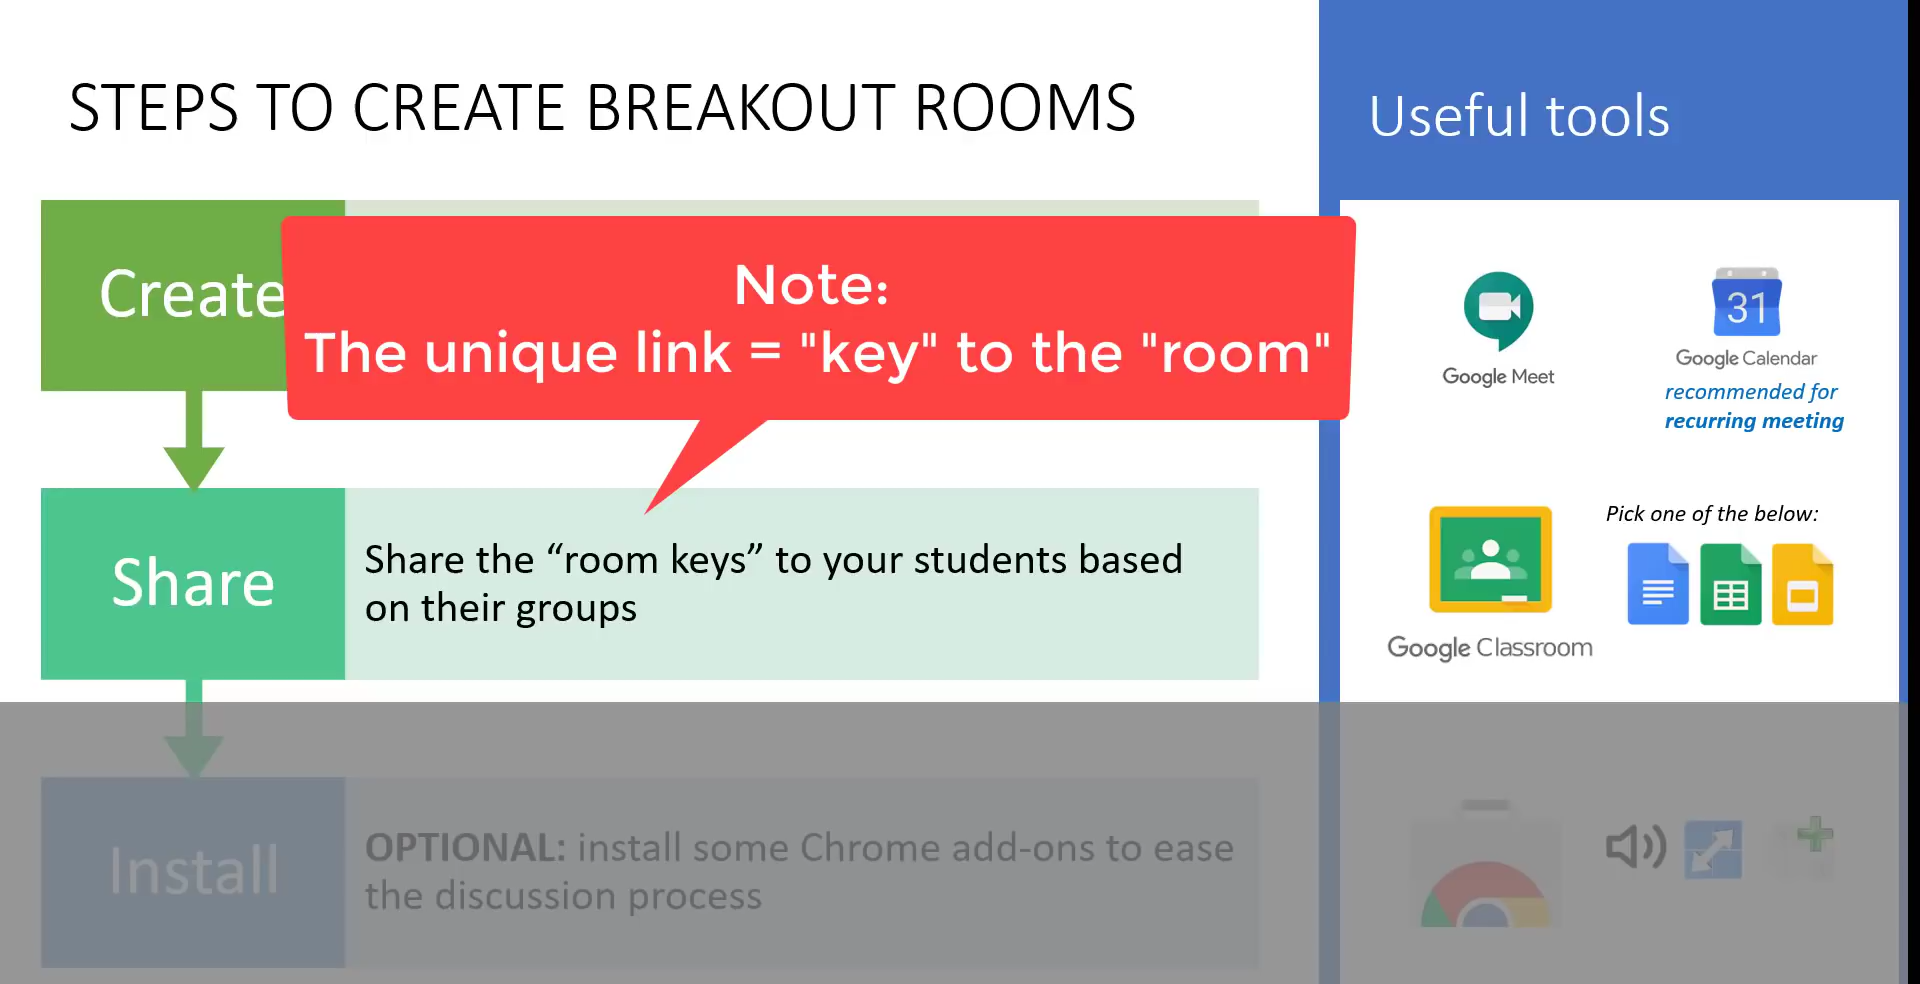 STEPS TO CREATE BREAKOUT ROOMS
Create
Note:
The unique link = "key" to the "room"
Share
Share the “room keys” to your students based
on their groups
Install
OPTIONAL: install some Chrome add-ons to ease
the discussion process
Useful tools
Google Meet
31
Google Calendar
recommended for
recurring meeting
Google Classroom
Pick one of the below: